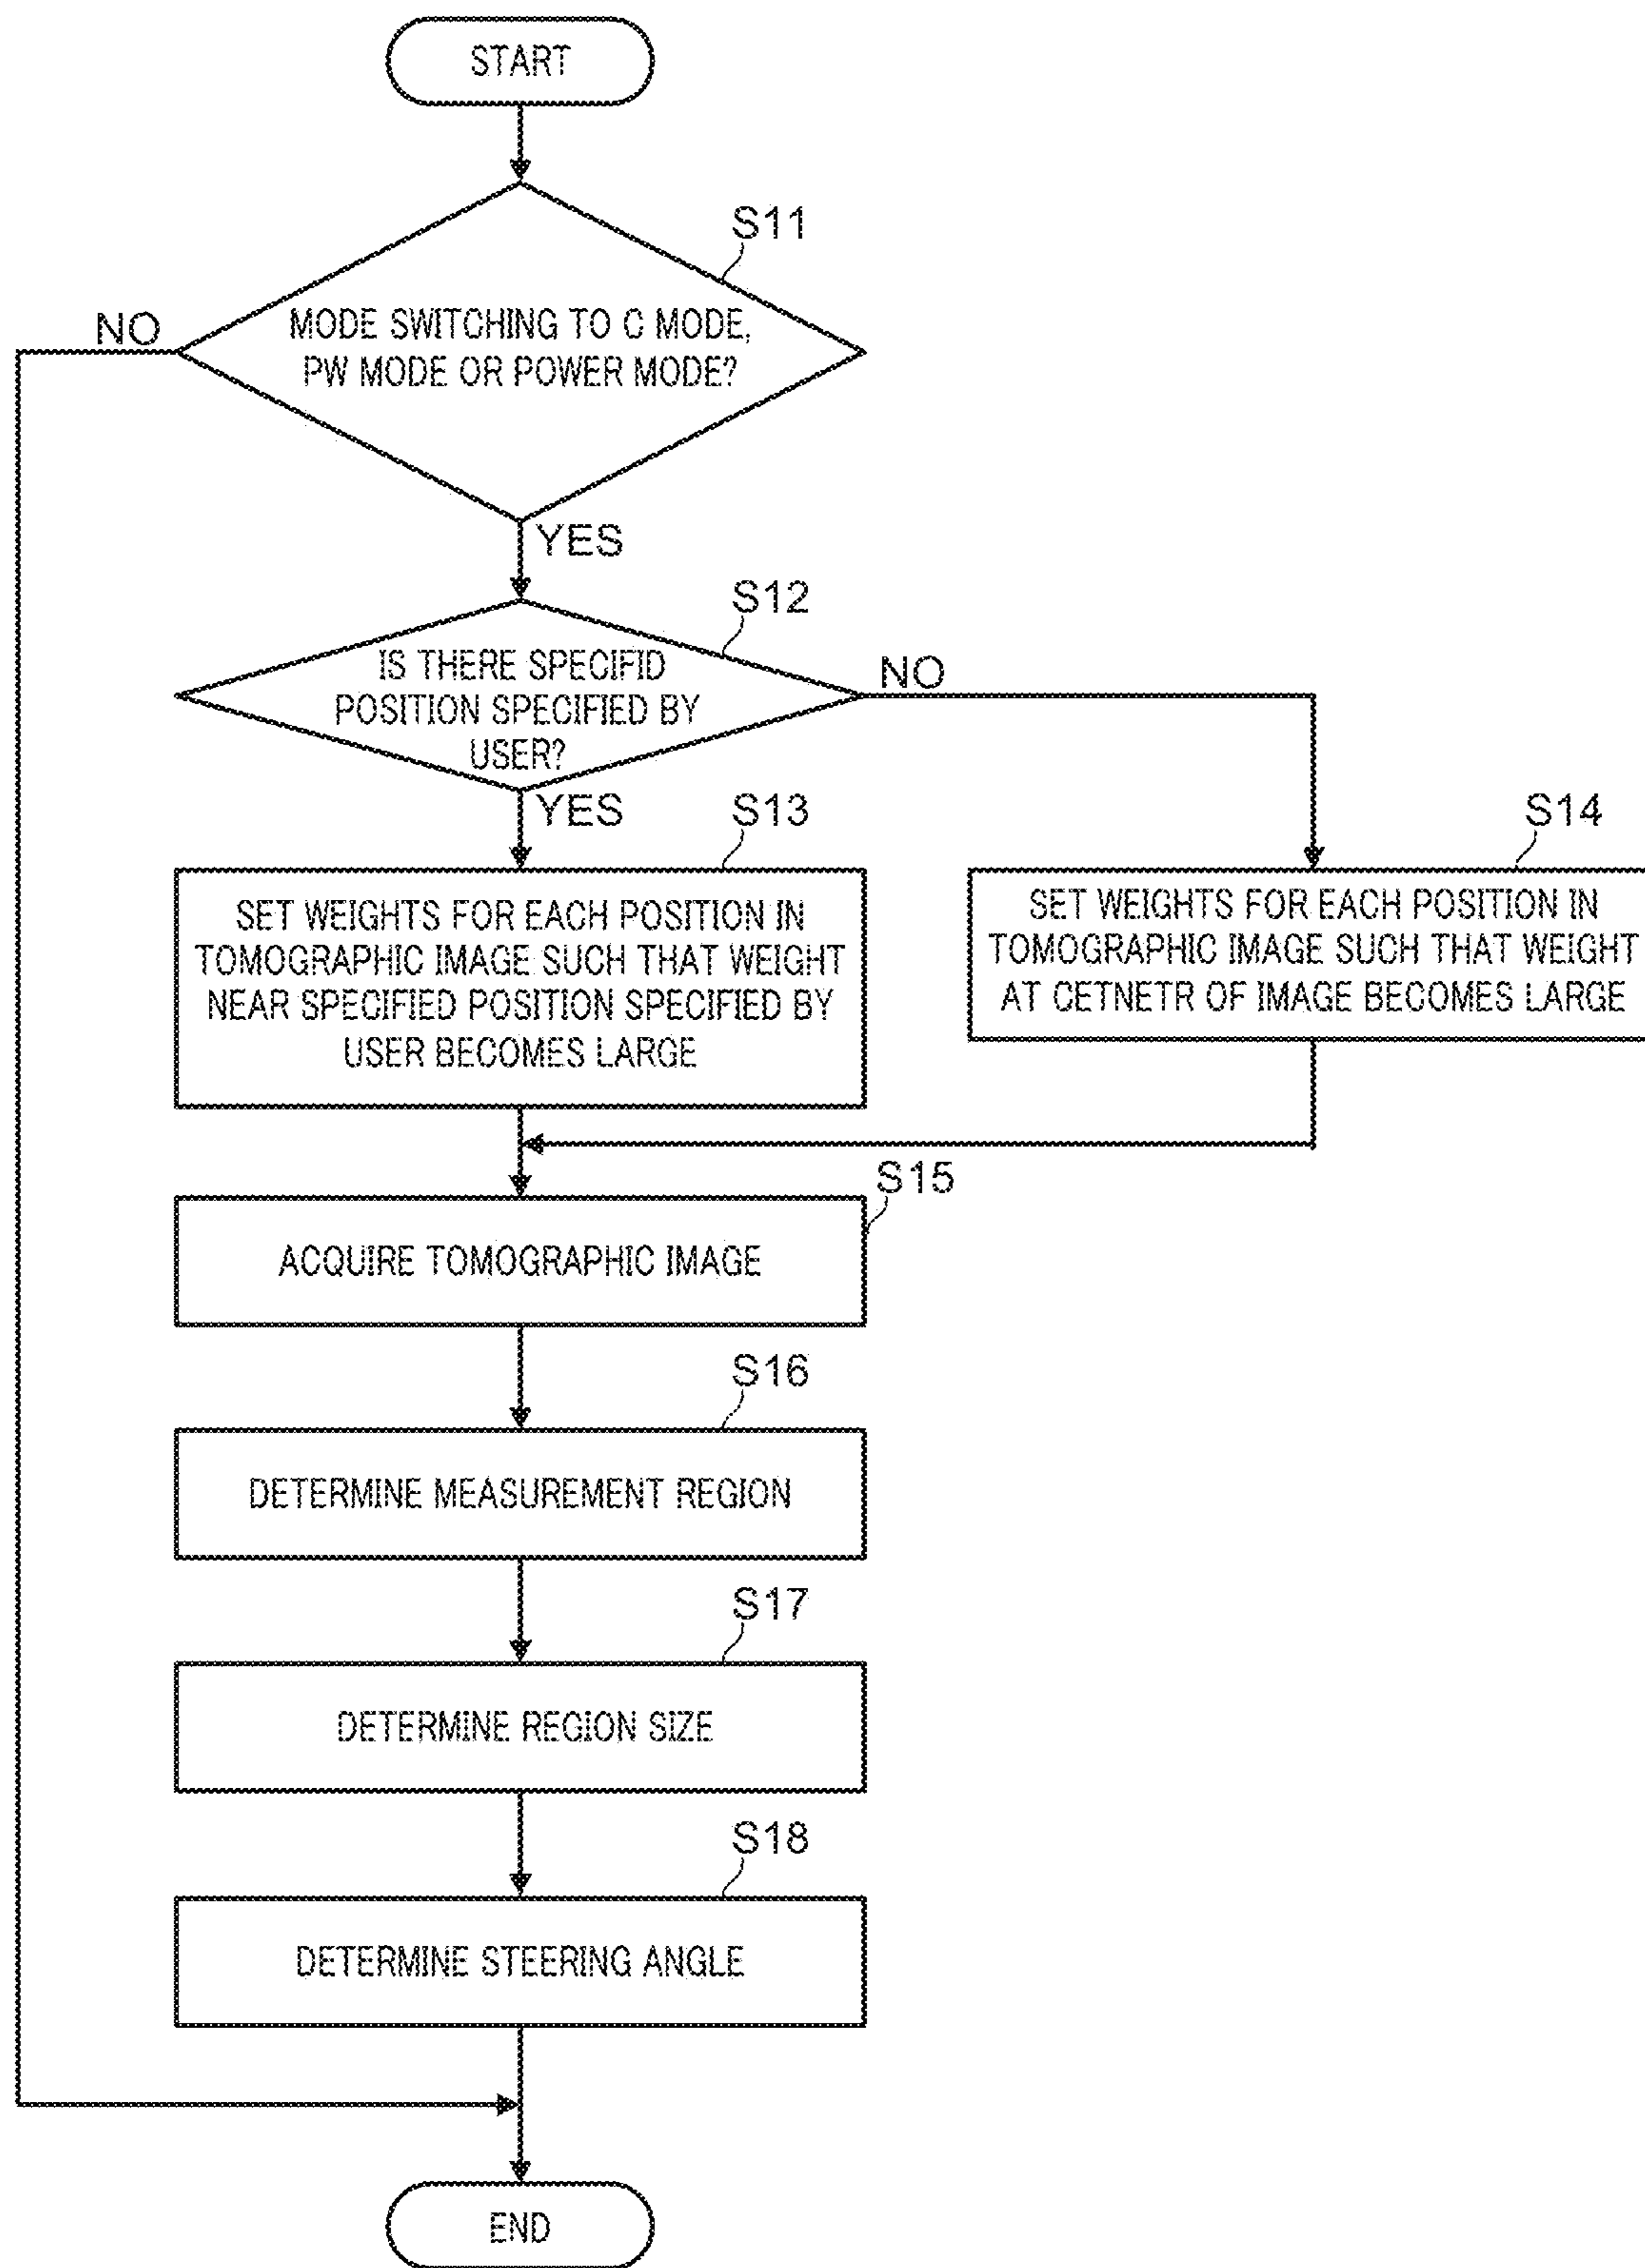 START
S11
NO
MODE SWITCHING TO C MODE,
PW MODE OR POWER MODE?
YES
S12
IS THERE SPECIFID
POSITION SPECIFIED BY
USER?
NO
YES
S13
S14
SET WEIGHTS FOR EACH POSITION IN
TOMOGRAPHIC IMAGE SUCH THAT WEIGHT
NEAR SPECIFIED POSITION SPECIFIED BY
USER BECOMES LARGE
SET WEIGHTS FOR EACH POSITION IN
TOMOGRAPHIC IMAGE SUCH THAT WEIGHT
AT CETNETR OF IMAGE BECOMES LARGE
S15
ACQUIRE TOMOGRAPHIC IMAGE
S16
DETERMINE MEASUREMENT REGION
S17
DETERMINE REGION SIZE
S18
DETERMINE STEERING ANGLE
END